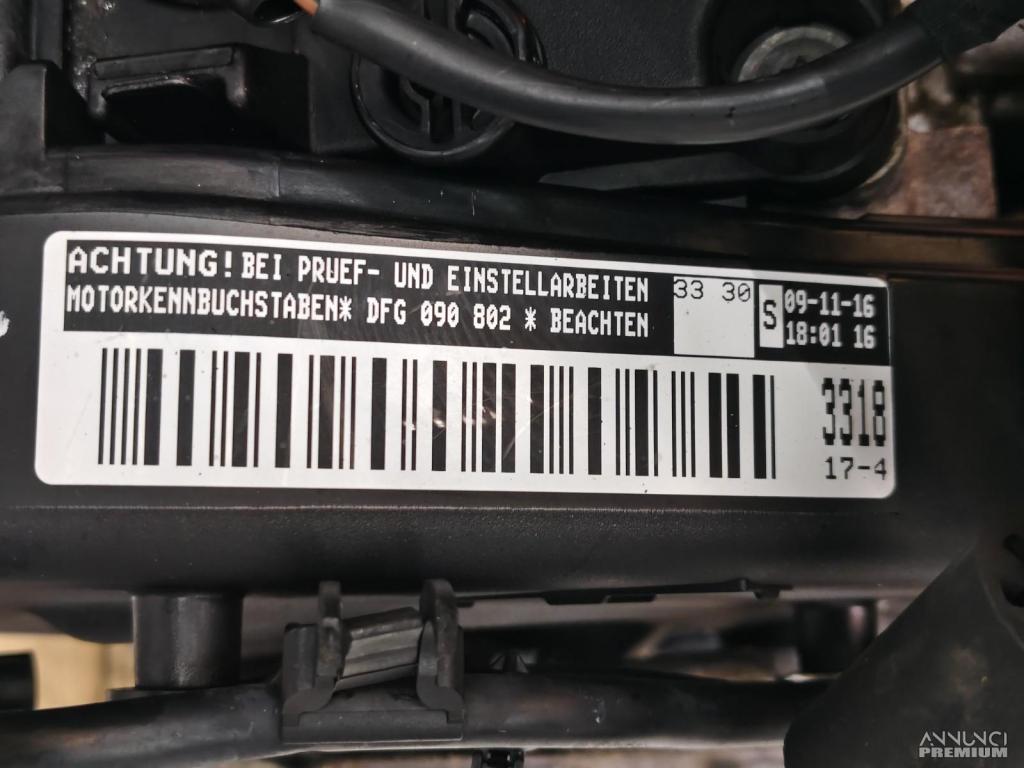 ACHTUNG! BEI PRUEF- UND EINSTELLARBEITEN
MOTORKENNBUCHSTABEN* DFG 090 802 * BEACHTEN
33 30
S
09-11-16
18:01 16
3318
17-4
ANNUNCI
PREMIUM